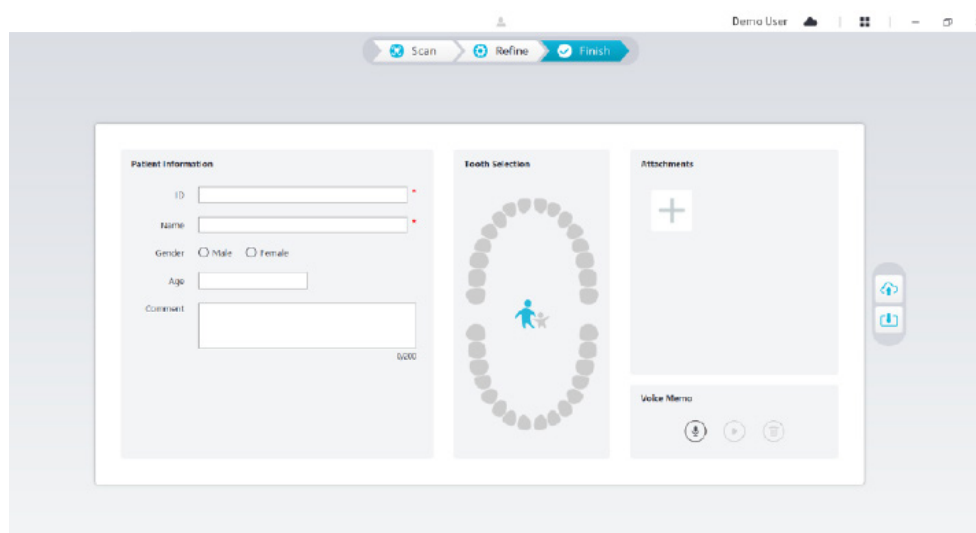 Demo User
Scan
Refine
Finish
Patient Information
ID
*
Name
*
Gender
Male
Female
Age
Comment
0/200
Tooth Selection
Attachments
Voice Memo